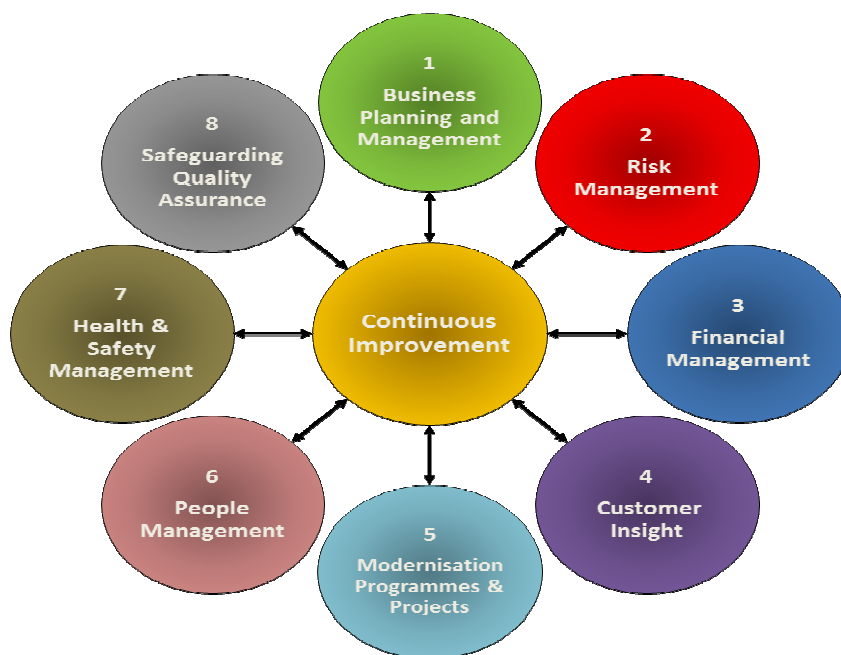 1
Business
Planning and
Management
2
Risk
Management
3
Financial
Management
4
Customer
Insight
5
Modernisation
Programmes &
Projects
6
People
Management
7
Health &
Safety
Management
8
Safeguarding
Quality
Assurance
Continuous
Improvement